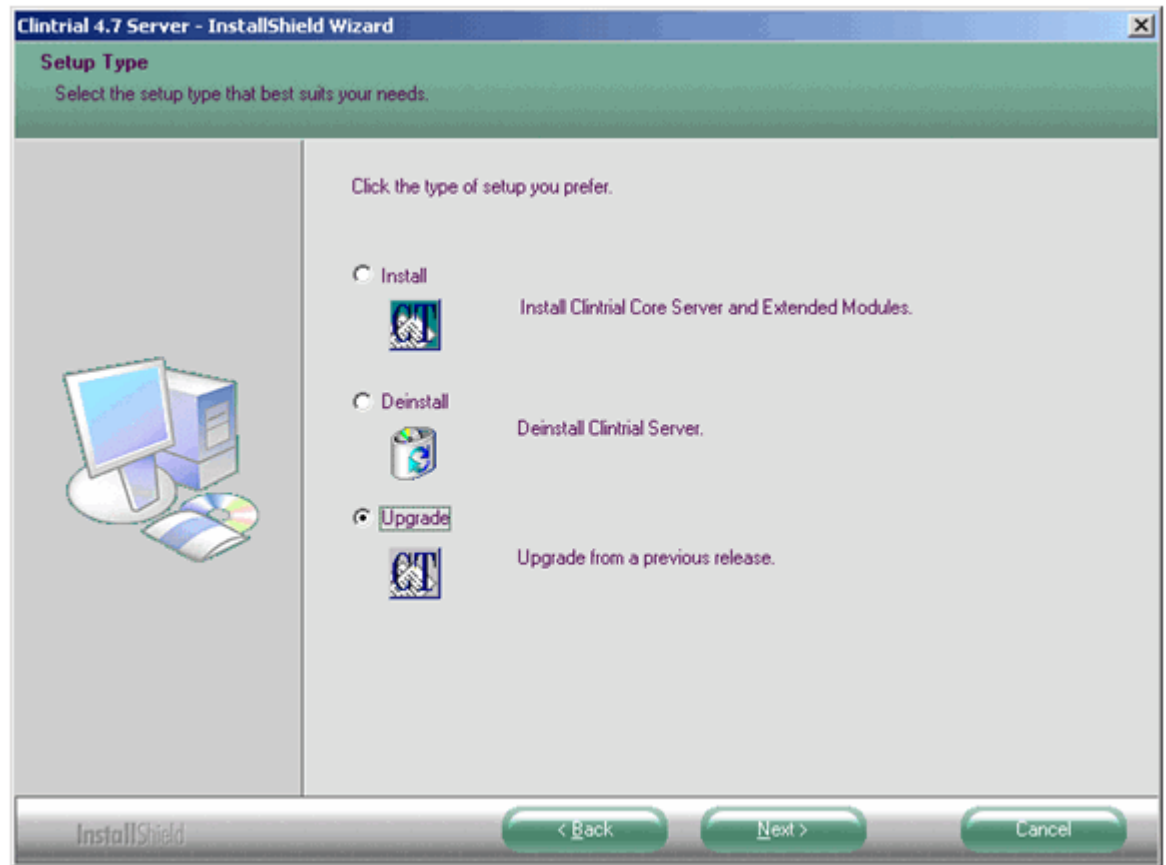 Clintrial 4.7 Server - InstallShield Wizard
Setup Type
Select the setup type that best suits your needs.
Click the type of setup you prefer.
Install
CT
Install Clintrial Core Server and Extended Modules.
Deinstall
Deinstall Clintrial Server.
Upgrade
CT
Upgrade from a previous release.
InstallShield
< Back
Next >
Cancel